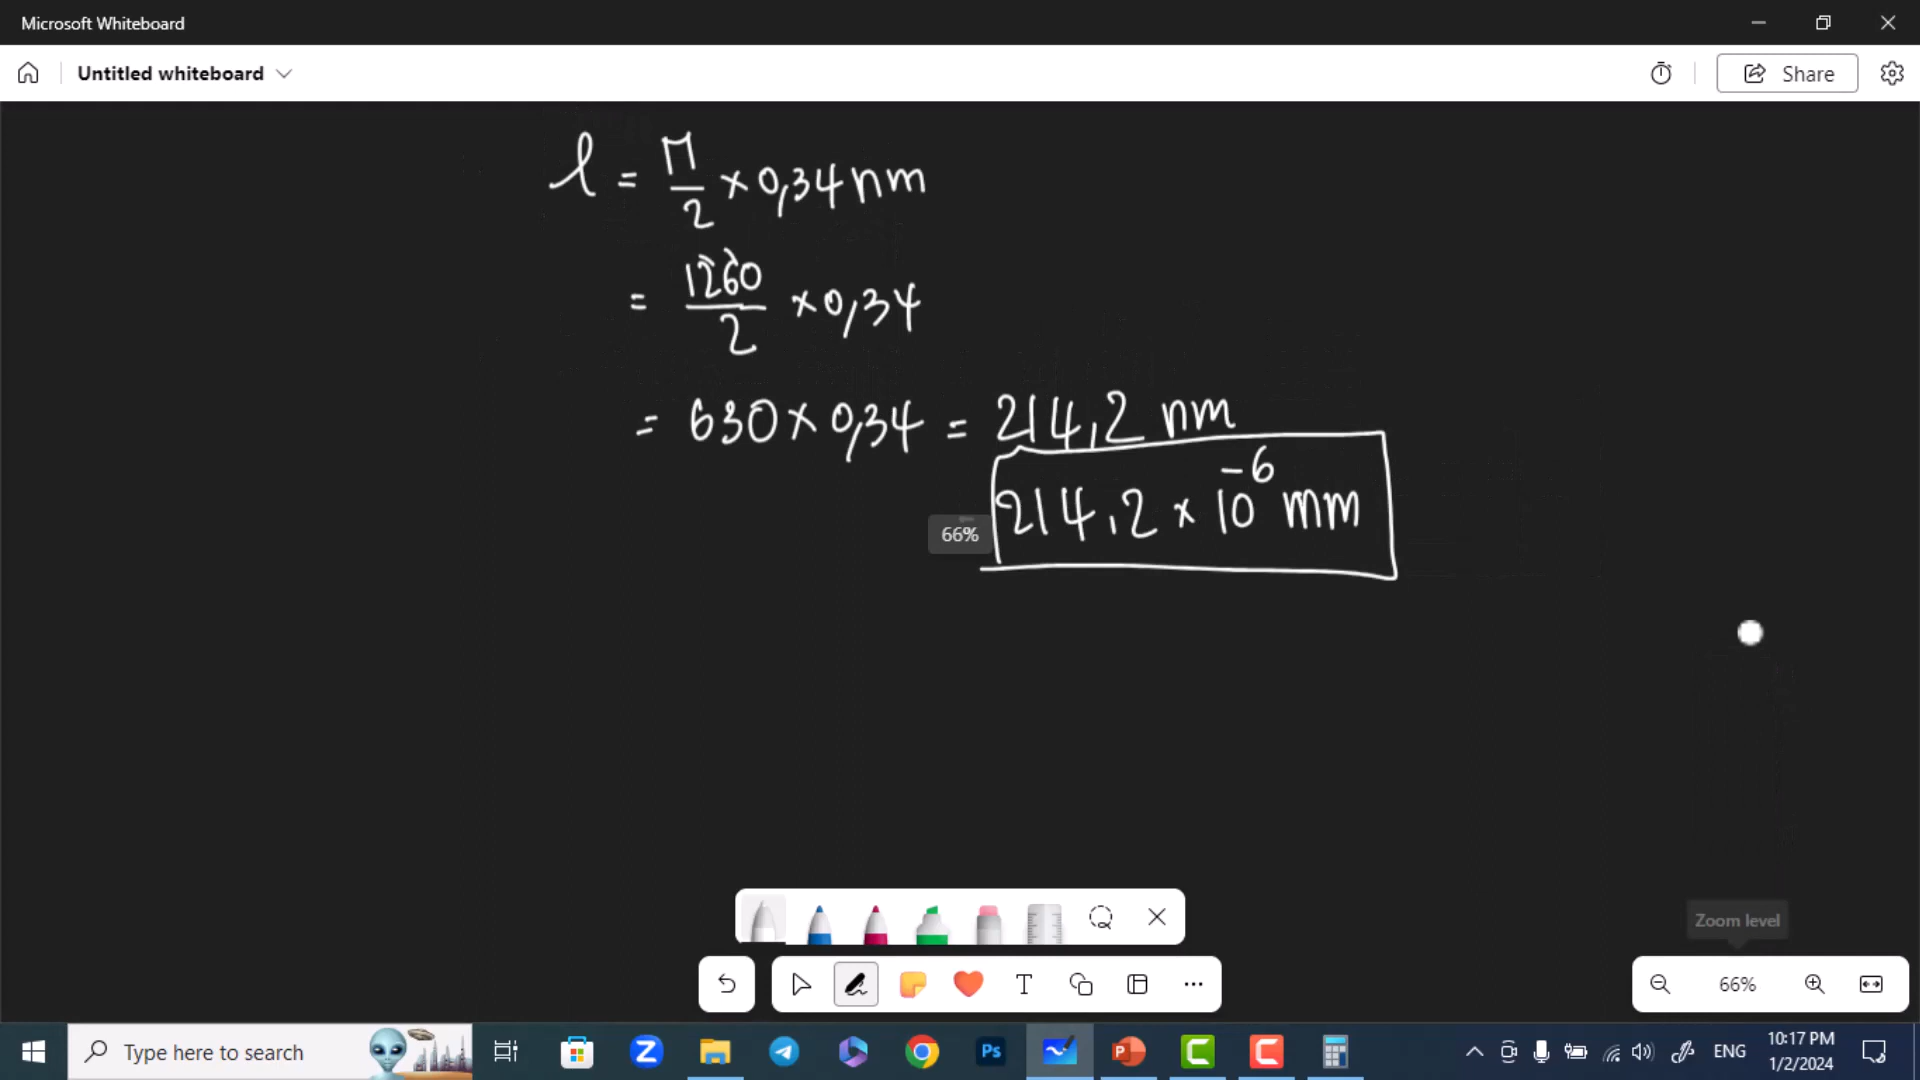 Microsoft Whiteboard
Untitled whiteboard
Share
l = M/2 × 0,34 nm
= 1260/2 × 0,34
= 630 × 0,34 = 214,2 nm
214,2 × 10⁻⁶ mm
66%
Zoom level
66%
Type here to search
ENG
10:17 PM
1/2/2024